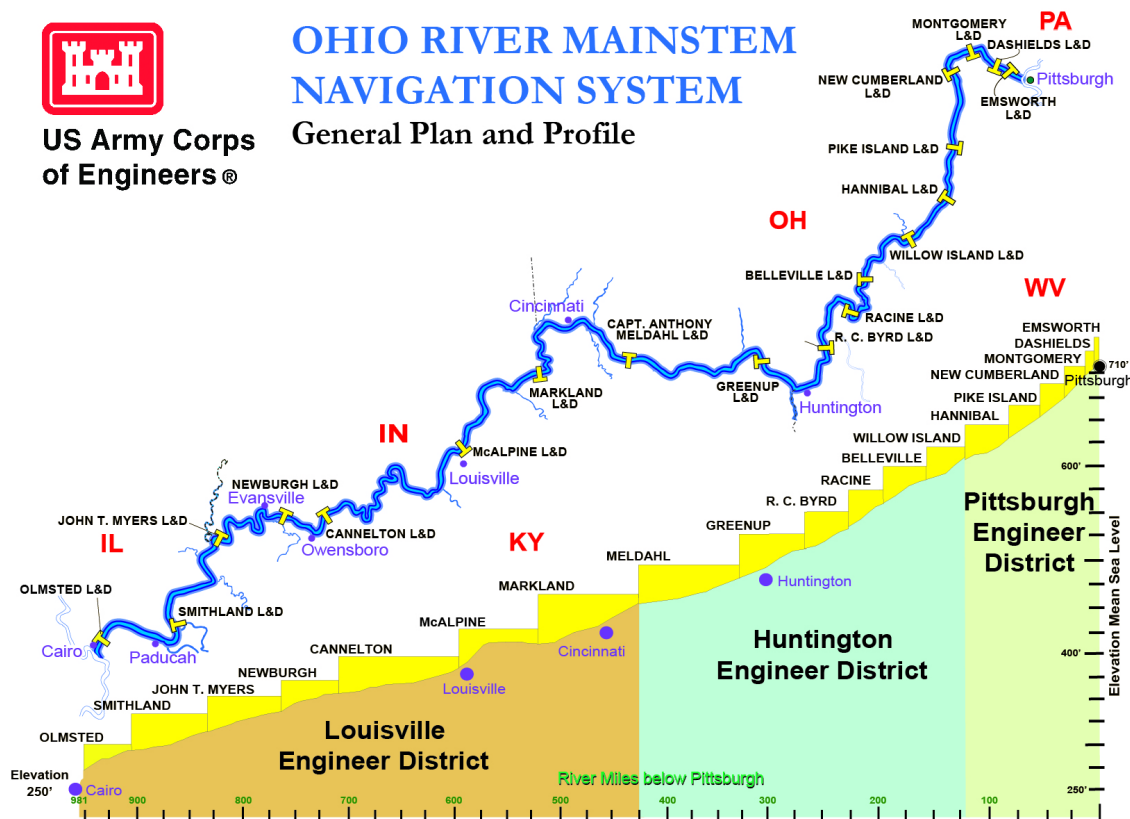 US Army Corps
of Engineers ®
OHIO RIVER MAINSTEM
NAVIGATION SYSTEM
General Plan and Profile
MONTGOMERY
L&D
PA
DASHIELDS L&D
NEW CUMBERLAND
L&D
Pittsburgh
EMSWORTH
L&D
PIKE ISLAND L&D
HANNIBAL L&D
OH
WILLOW ISLAND L&D
BELLEVILLE L&D
WV
RACINE L&D
R. C. BYRD L&D
Cincinnati
CAPT. ANTHONY
MELDAHL L&D
GREENUP
L&D
Huntington
MARKLAND
L&D
IN
McALPINE L&D
Louisville
NEWBURGH L&D
Evansville
JOHN T. MYERS L&D
CANNELTON L&D
Owensboro
IL
KY
OLMSTED L&D
SMITHLAND L&D
Cairo
Paducah
EMSWORTH
DASHIELDS
MONTGOMERY
710'
Pittsburgh
NEW CUMBERLAND
PIKE ISLAND
HANNIBAL
WILLOW ISLAND
BELLEVILLE
RACINE
R. C. BYRD
GREENUP
MELDAHL
MARKLAND
McALPINE
CANNELTON
NEWBURGH
JOHN T. MYERS
SMITHLAND
OLMSTED
600'
400'
250'
Elevation Mean Sea Level
Pittsburgh
Engineer
District
Huntington
Huntington
Engineer District
Cincinnati
Louisville
Louisville
Engineer District
River Miles below Pittsburgh
Elevation
250'
Cairo
981
900
800
700
600
500
400
300
200
100